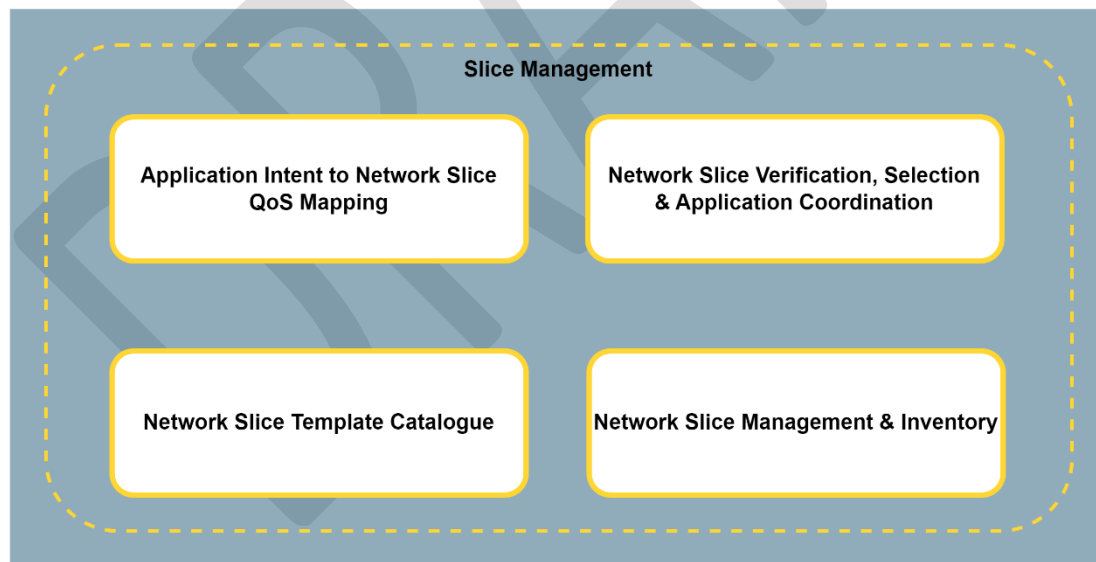 Slice Management
Application Intent to Network Slice
QoS Mapping
Network Slice Verification, Selection
& Application Coordination
Network Slice Template Catalogue
Network Slice Management & Inventory